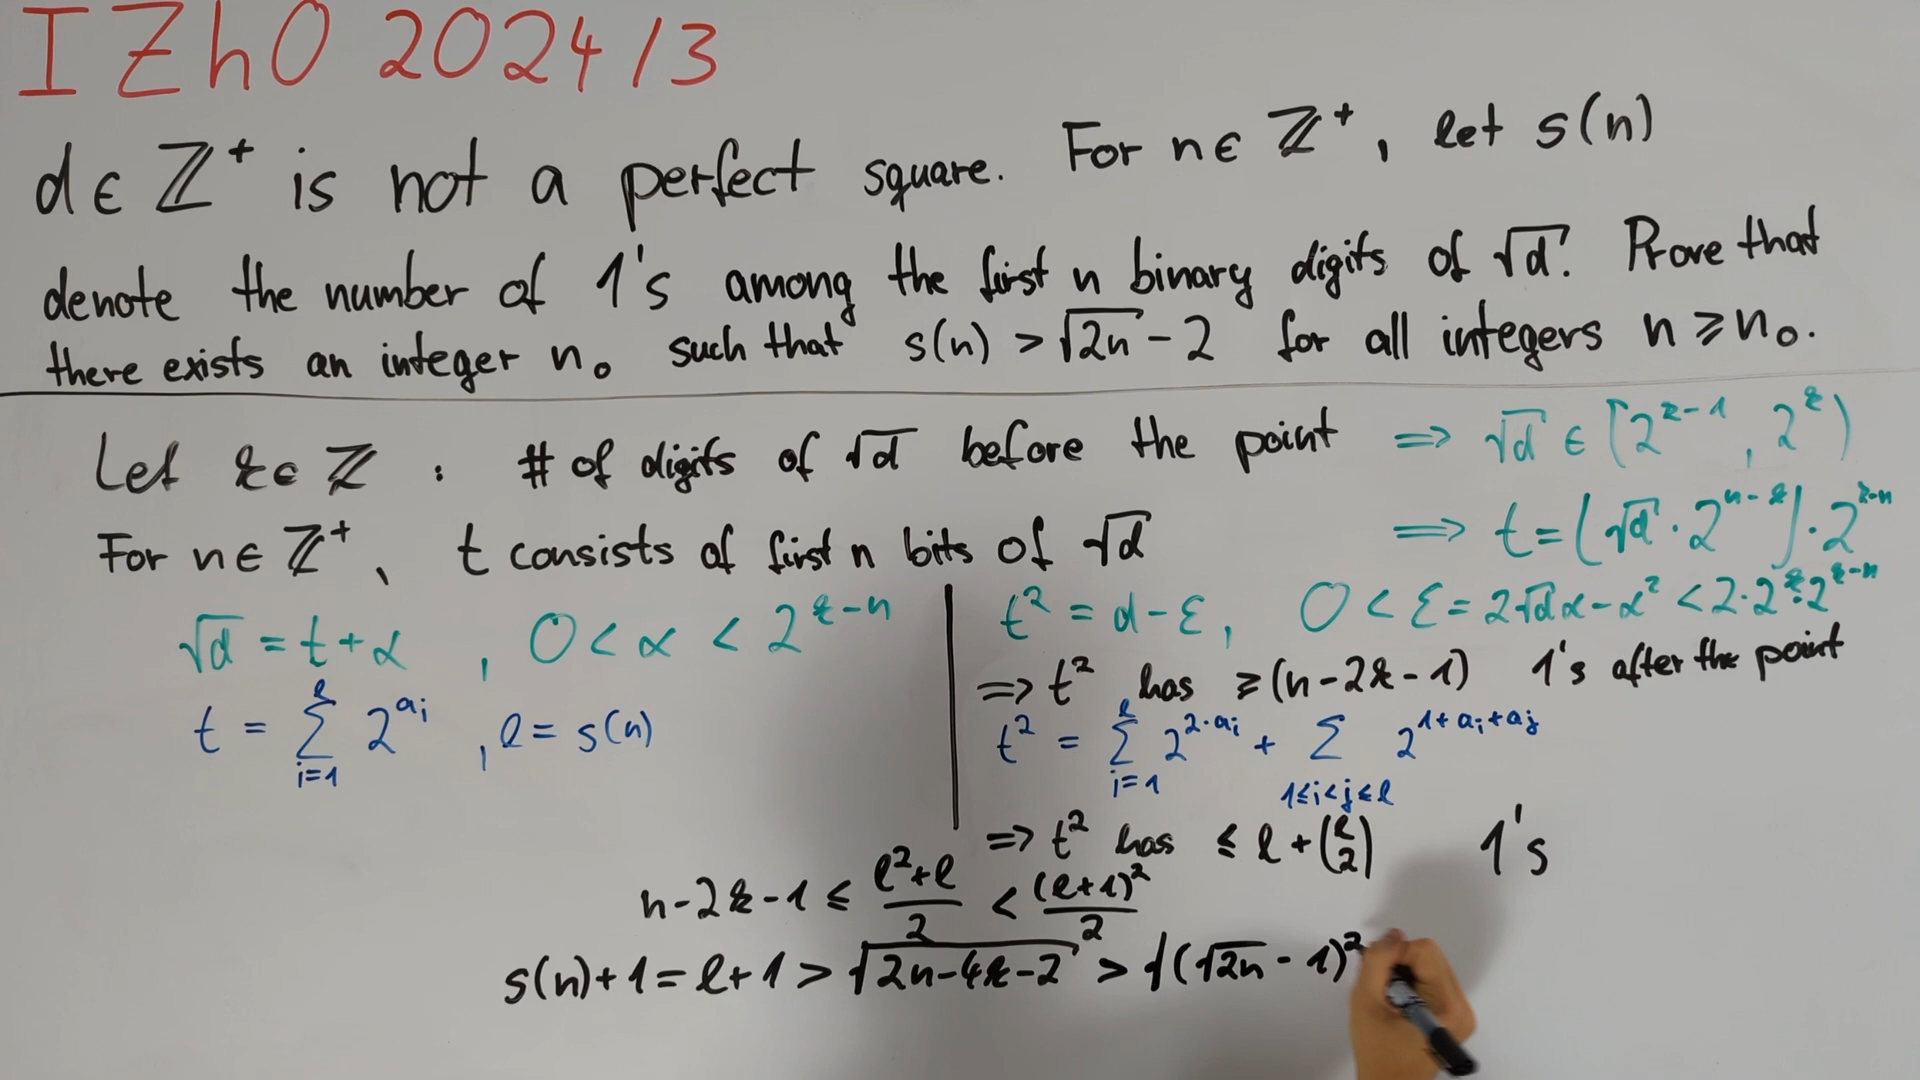 IZhO 2024/3
d ∈ ℤ⁺ is not a perfect square. For n ∈ ℤ⁺, let s(n)
denote the number of 1's among the first n binary digits of √d. Prove that
there exists an integer n₀ such that s(n) > √(2n) - 2 for all integers n ≥ n₀.
Let k ∈ ℤ : # of digits of √d before the point ⇒ √d ∈ [2^(k-1), 2^k)
For n ∈ ℤ⁺, t consists of first n bits of √d ⇒ t = ⌊√d · 2^(n-k)⌋ · 2^(k-n)
√d = t + α, 0 < α < 2^(k-n)
t = Σ_{i=1}^{l} 2^(a_i), l = s(n)
t² = d - ε, 0 < ε = 2√dα - α² < 2 · 2^k · 2^(k-n)
⇒ t² has ≥ (n-2k-1) 1's after the point
t² = Σ_{i=1}^{l} 2^(2·a_i) + Σ_{1≤i<j≤l} 2^(1+a_i+a_j)
⇒ t² has ≤ l + (l choose 2) 1's
n-2k-1 ≤ (l²+l)/2 < (l+1)²/2
s(n)+1 = l+1 > √(2n-4k-2) > √((√(2n) - 1)²